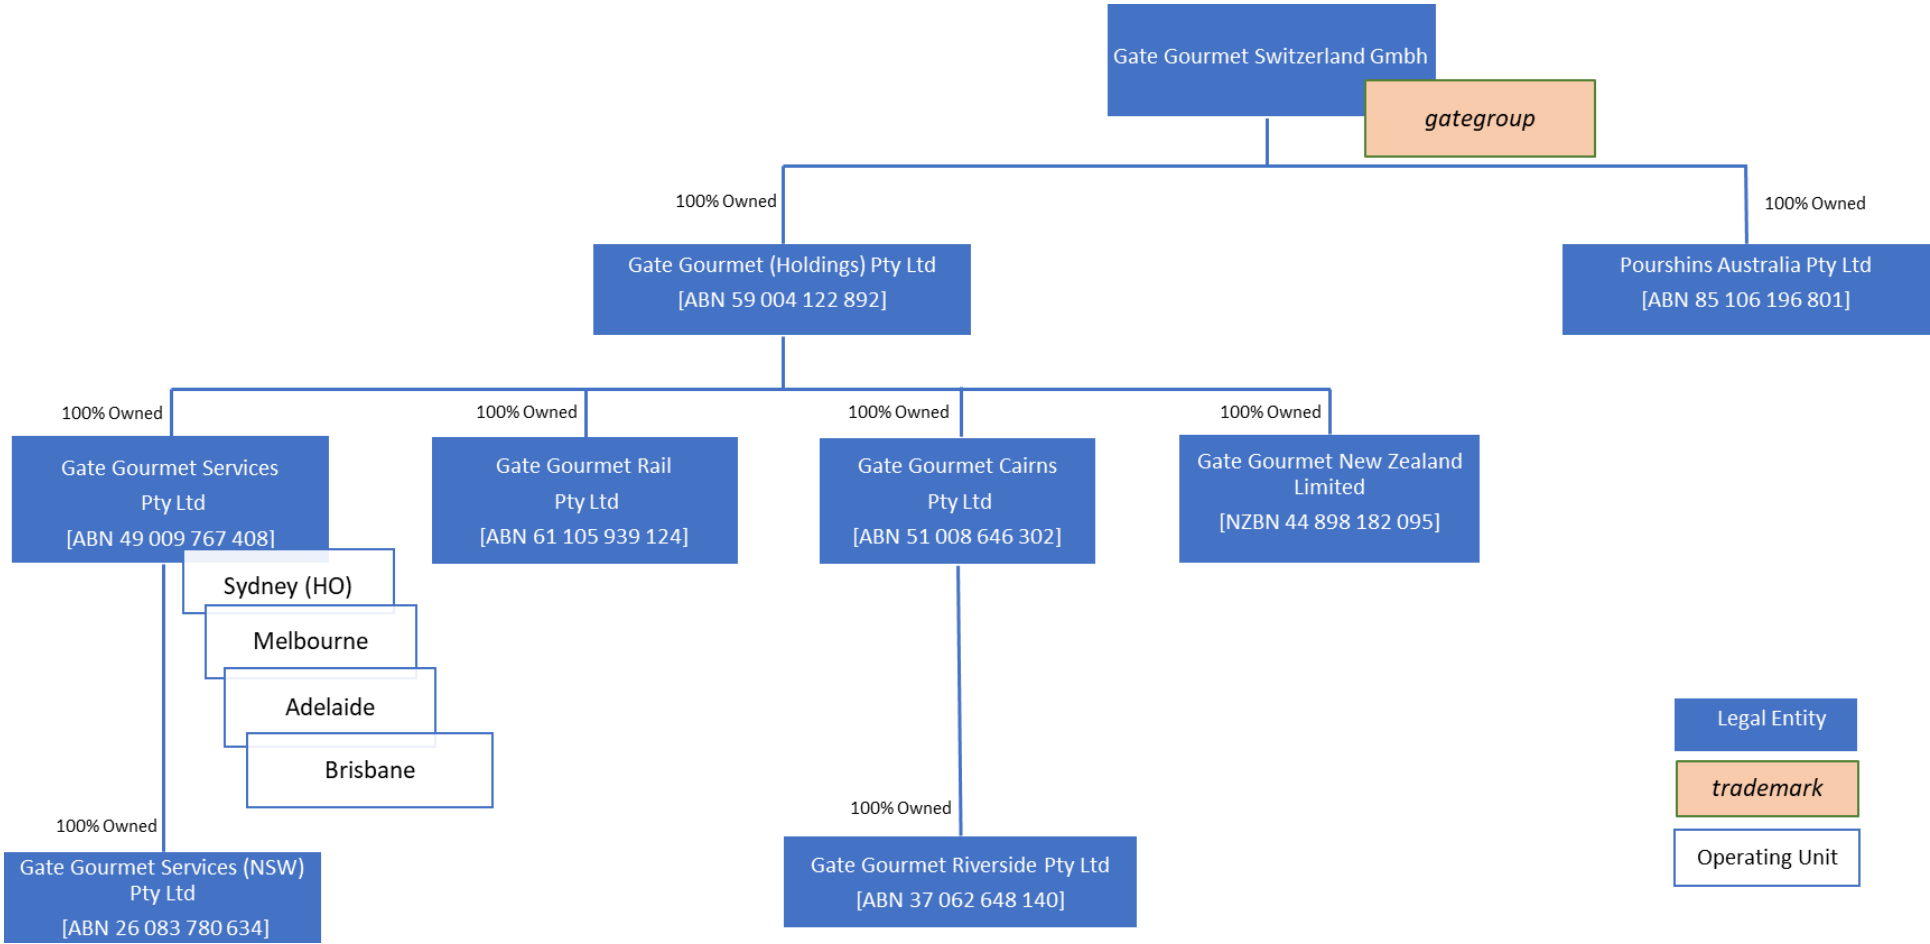 Gate Gourmet Switzerland Gmbh
gategroup
100% Owned
100% Owned
Gate Gourmet (Holdings) Pty Ltd
[ABN 59 004 122 892]
Pourshins Australia Pty Ltd
[ABN 85 106 196 801]
100% Owned
100% Owned
100% Owned
100% Owned
Gate Gourmet Services
Pty Ltd
[ABN 49 009 767 408]
Gate Gourmet Rail
Pty Ltd
[ABN 61 105 939 124]
Gate Gourmet Cairns
Pty Ltd
[ABN 51 008 646 302]
Gate Gourmet New Zealand
Limited
[NZBN 44 898 182 095]
Sydney (HO)
Melbourne
Adelaide
Brisbane
100% Owned
Gate Gourmet Services (NSW)
Pty Ltd
[ABN 26 083 780 634]
100% Owned
Gate Gourmet Riverside Pty Ltd
[ABN 37 062 648 140]
Legal Entity
trademark
Operating Unit